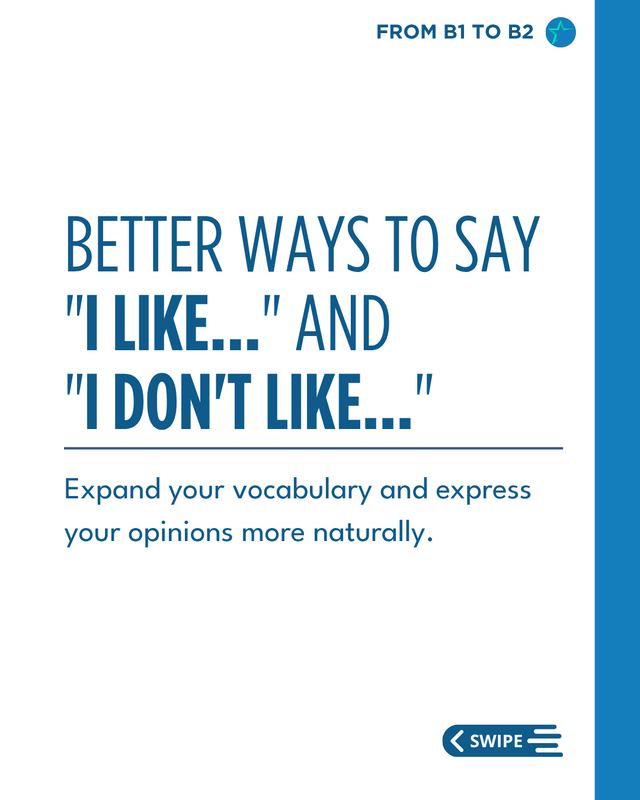 FROM B1 TO B2
BETTER WAYS TO SAY
"I LIKE..." AND
"I DON'T LIKE..."
Expand your vocabulary and express
your opinions more naturally.
SWIPE